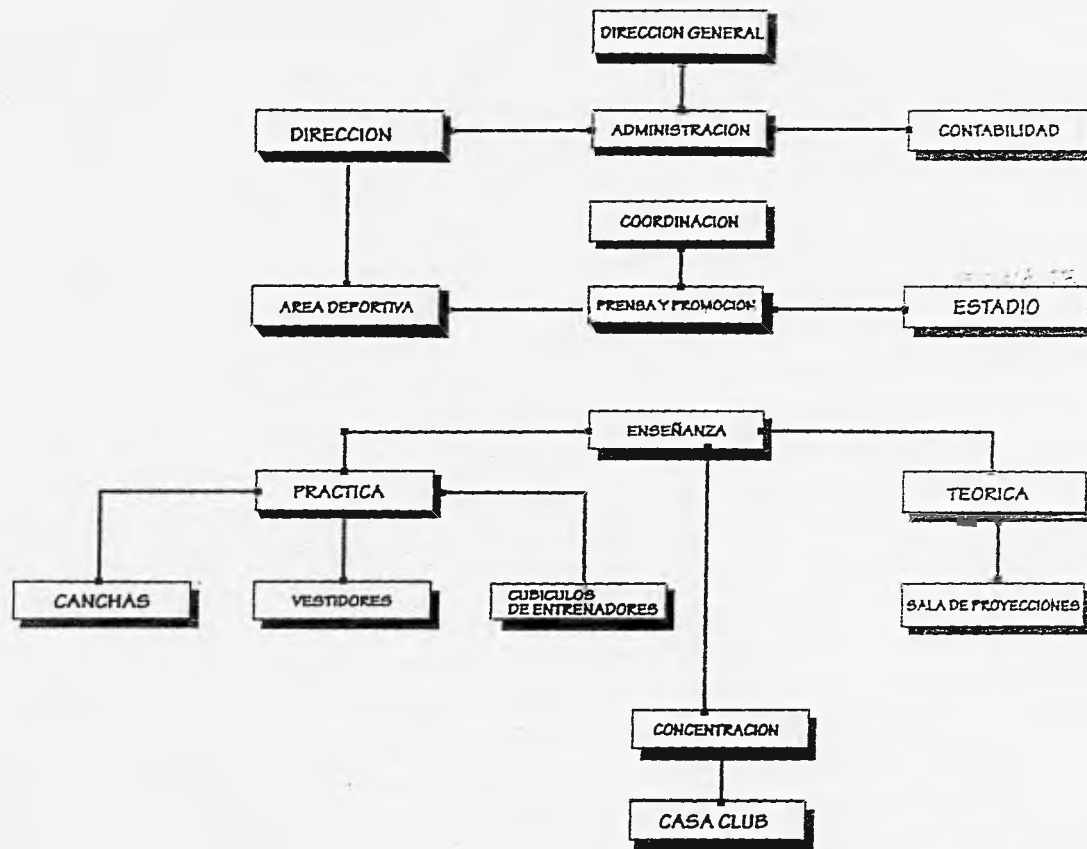 DIRECCION GENERAL
DIRECCION
ADMINISTRACION
CONTABILIDAD
COORDINACION
AREA DEPORTIVA
PRENSA Y PROMOCION
ESTADIO
ENSEÑANZA
PRACTICA
TEORICA
CANCHAS
VESTIDORES
CUBICULOS
DE ENTRENADORES
SALA DE PROYECCIONES
CONCENTRACION
CASA CLUB